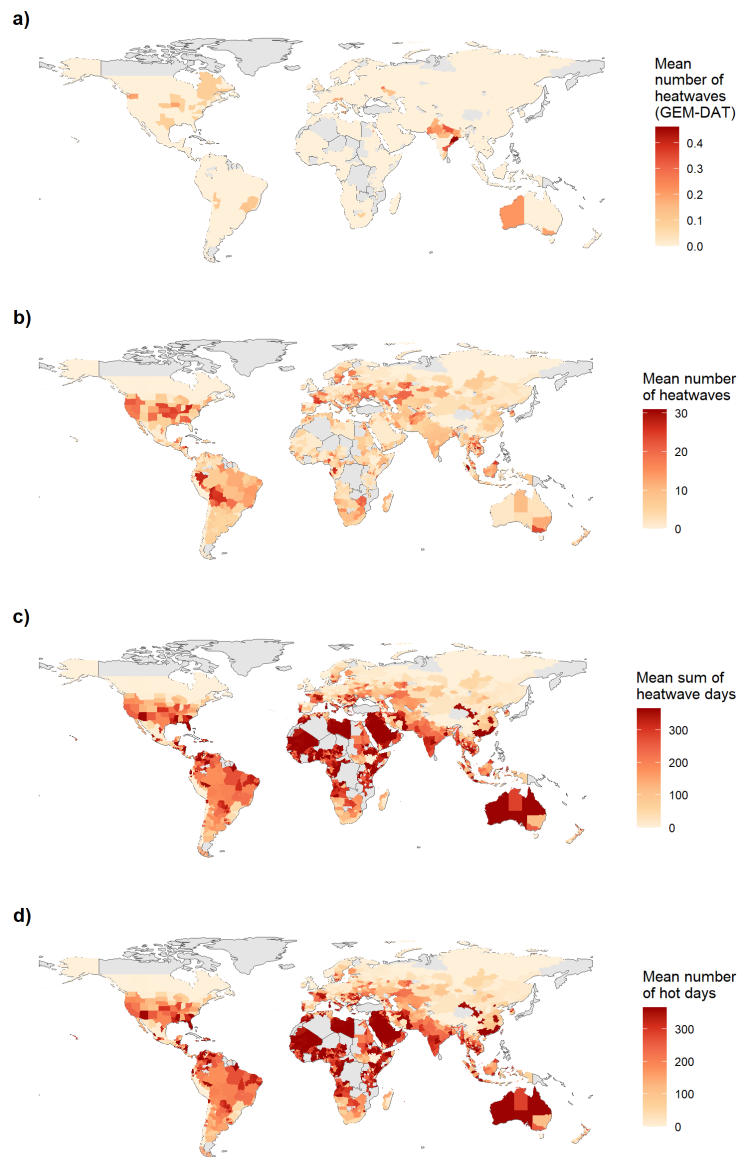 a)
Mean
number of
heatwaves
(GEM-DAT)
0.4
0.3
0.2
0.1
0.0
b)
Mean number
of heatwaves
30
20
10
0
c)
Mean sum of
heatwave days
300
200
100
0
d)
Mean number
of hot days
300
200
100
0